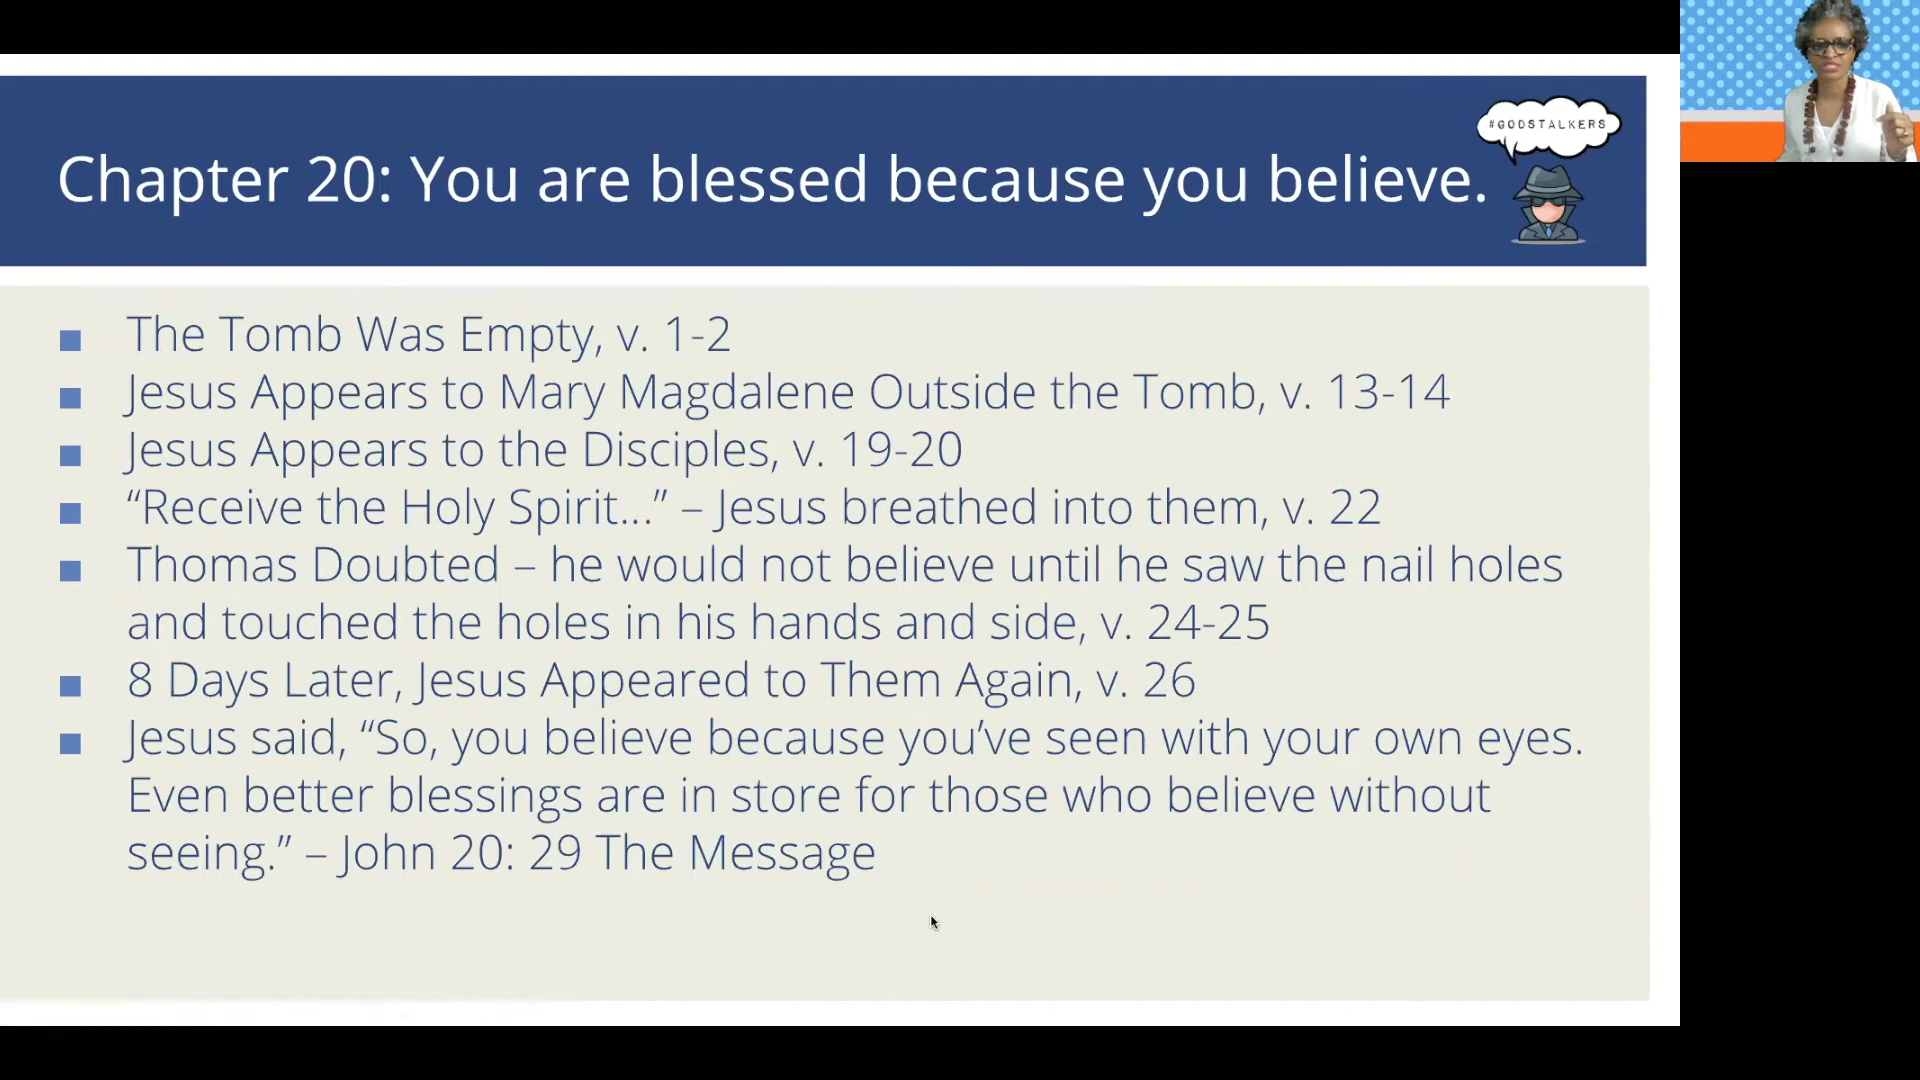 #GODSTALKERS
Chapter 20: You are blessed because you believe.
The Tomb Was Empty, v. 1-2
Jesus Appears to Mary Magdalene Outside the Tomb, v. 13-14
Jesus Appears to the Disciples, v. 19-20
“Receive the Holy Spirit...” – Jesus breathed into them, v. 22
Thomas Doubted – he would not believe until he saw the nail holes
and touched the holes in his hands and side, v. 24-25
8 Days Later, Jesus Appeared to Them Again, v. 26
Jesus said, “So, you believe because you’ve seen with your own eyes.
Even better blessings are in store for those who believe without
seeing.” – John 20: 29 The Message